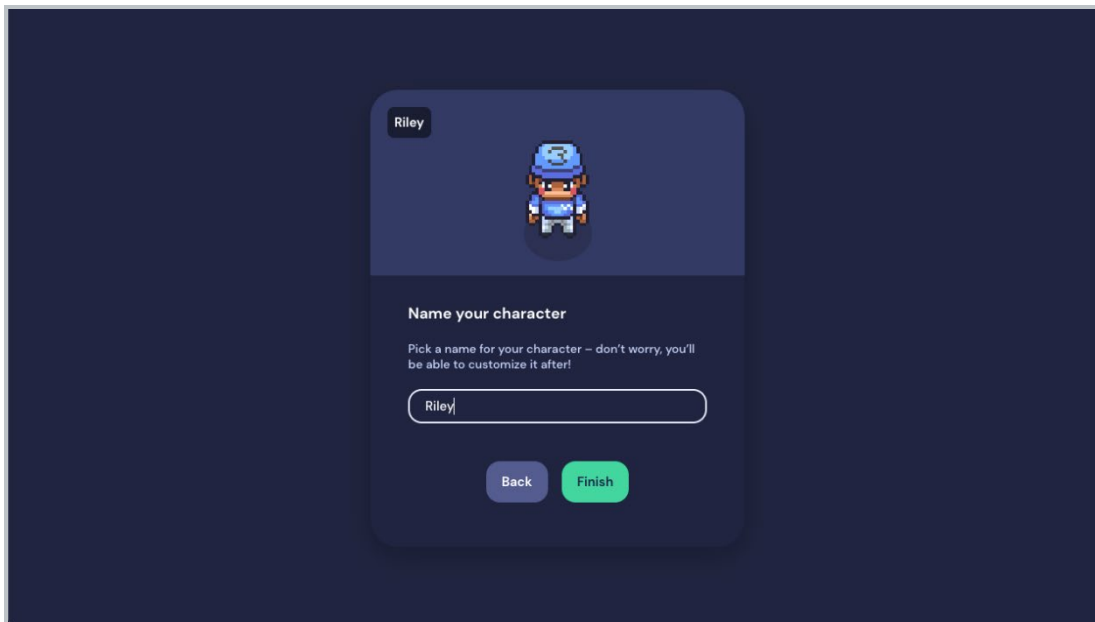 Riley
Name your character
Pick a name for your character – don't worry, you'll
be able to customize it after!
Riley
Back
Finish